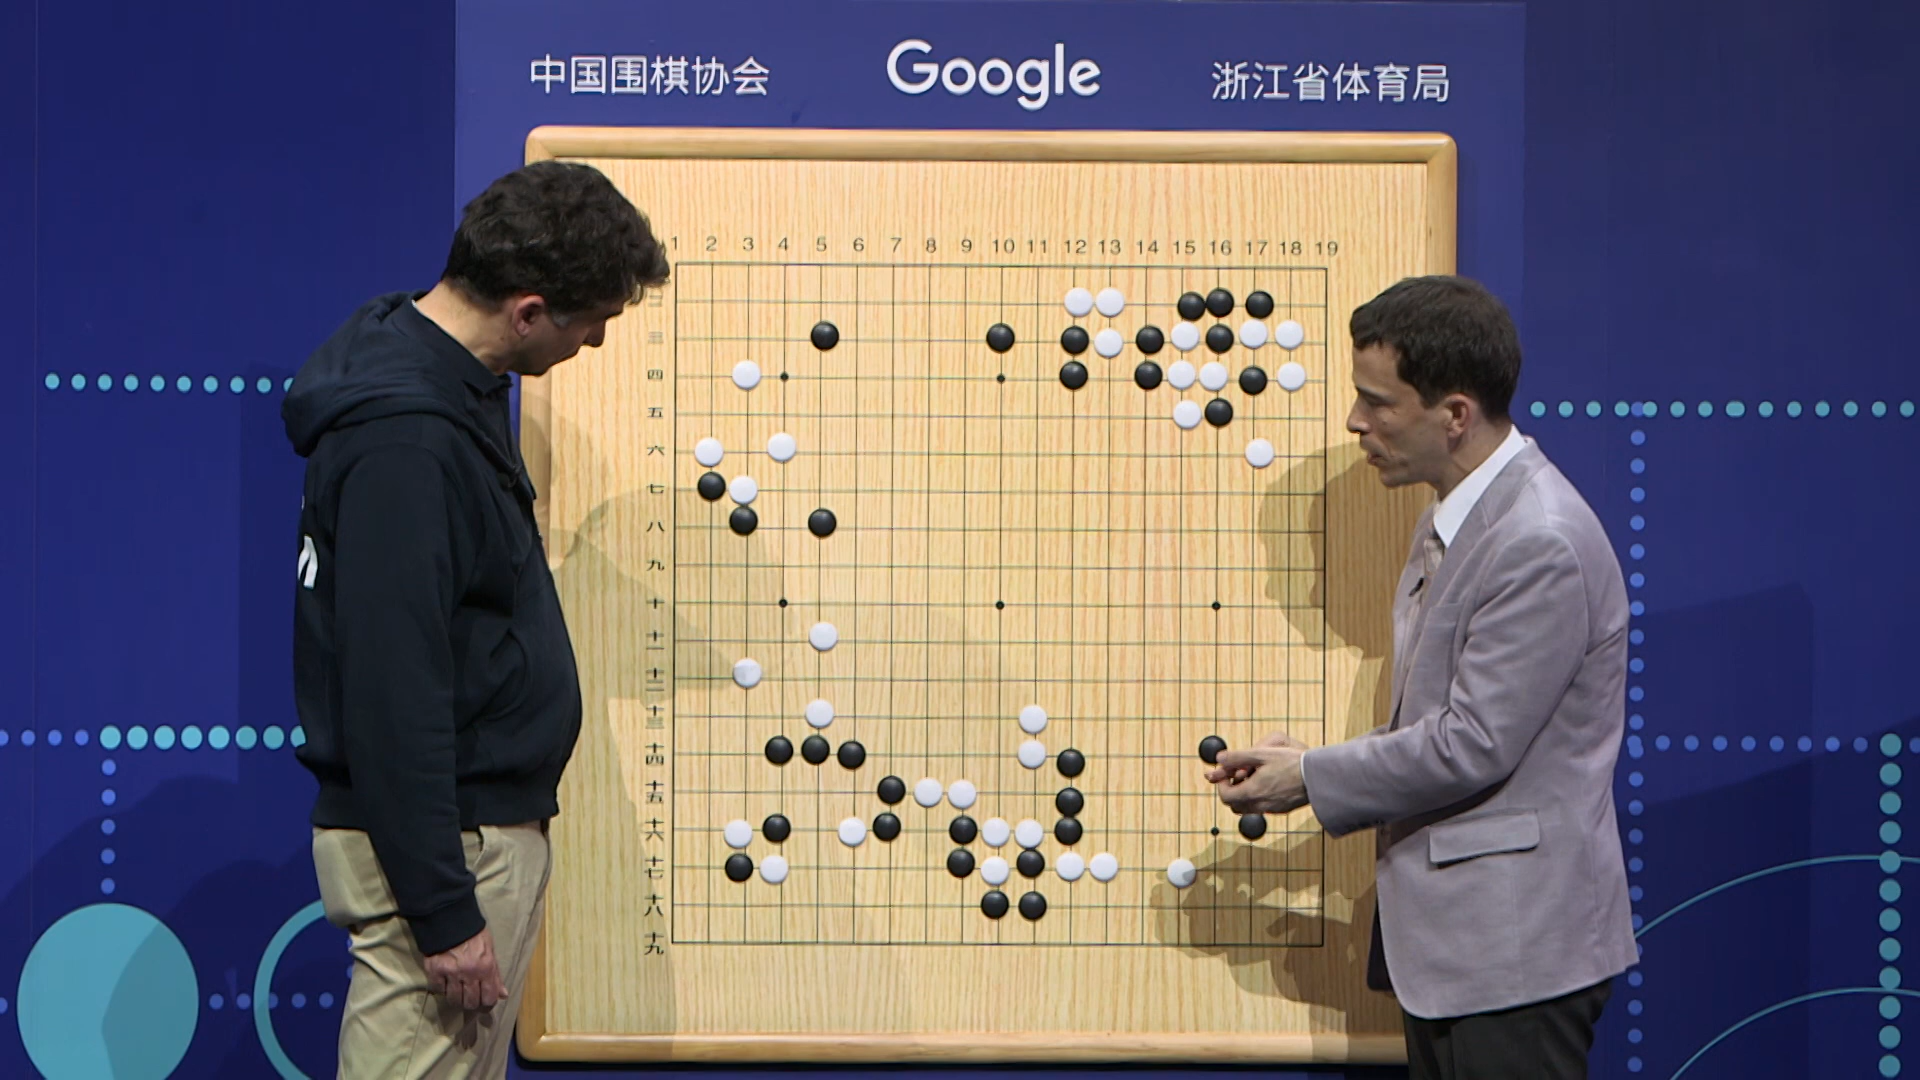 中国围棋协会 Google 浙江省体育局
1 2 3 4 5 6 7 8 9 10 11 12 13 14 15 16 17 18 19
二
三
四
五
六
七
八
九
十
十一
十二
十三
十四
十五
十六
十七
十八
十九